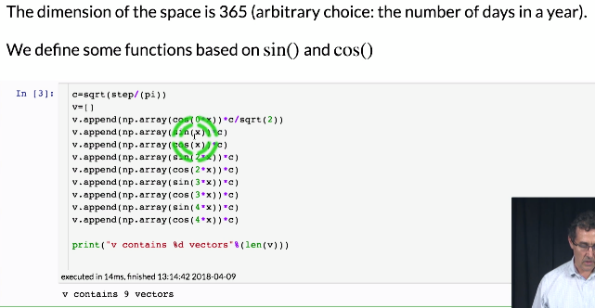 The dimension of the space is 365 (arbitrary choice: the number of days in a year).
We define some functions based on sin() and cos()
In [3]:
c=sqrt(step/(pi))
v=[]
v.append(np.array(cos(0*x))*c/sqrt(2))
v.append(np.array(sin(x))*c)
v.append(np.array(cos(x))*c)
v.append(np.array(sin(2*x))*c)
v.append(np.array(cos(2*x))*c)
v.append(np.array(sin(3*x))*c)
v.append(np.array(cos(3*x))*c)
v.append(np.array(sin(4*x))*c)
v.append(np.array(cos(4*x))*c)
print("v contains %d vectors"%(len(v)))
executed in 14ms, finished 13:14:42 2018-04-09
v contains 9 vectors